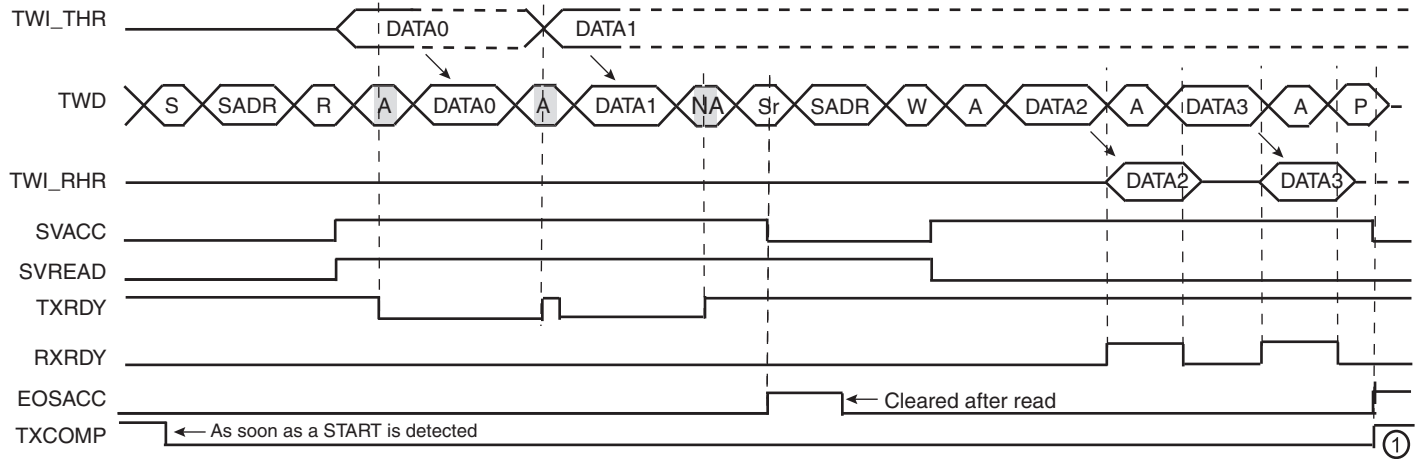 TWI_THR DATA0 DATA1
TWD S SADR R A DATA0 A DATA1 NA Sr SADR W A DATA2 A DATA3 A P
TWI_RHR DATA2 DATA3
SVACC
SVREAD
TXRDY
RXRDY
EOSACC Cleared after read
TXCOMP As soon as a START is detected 1